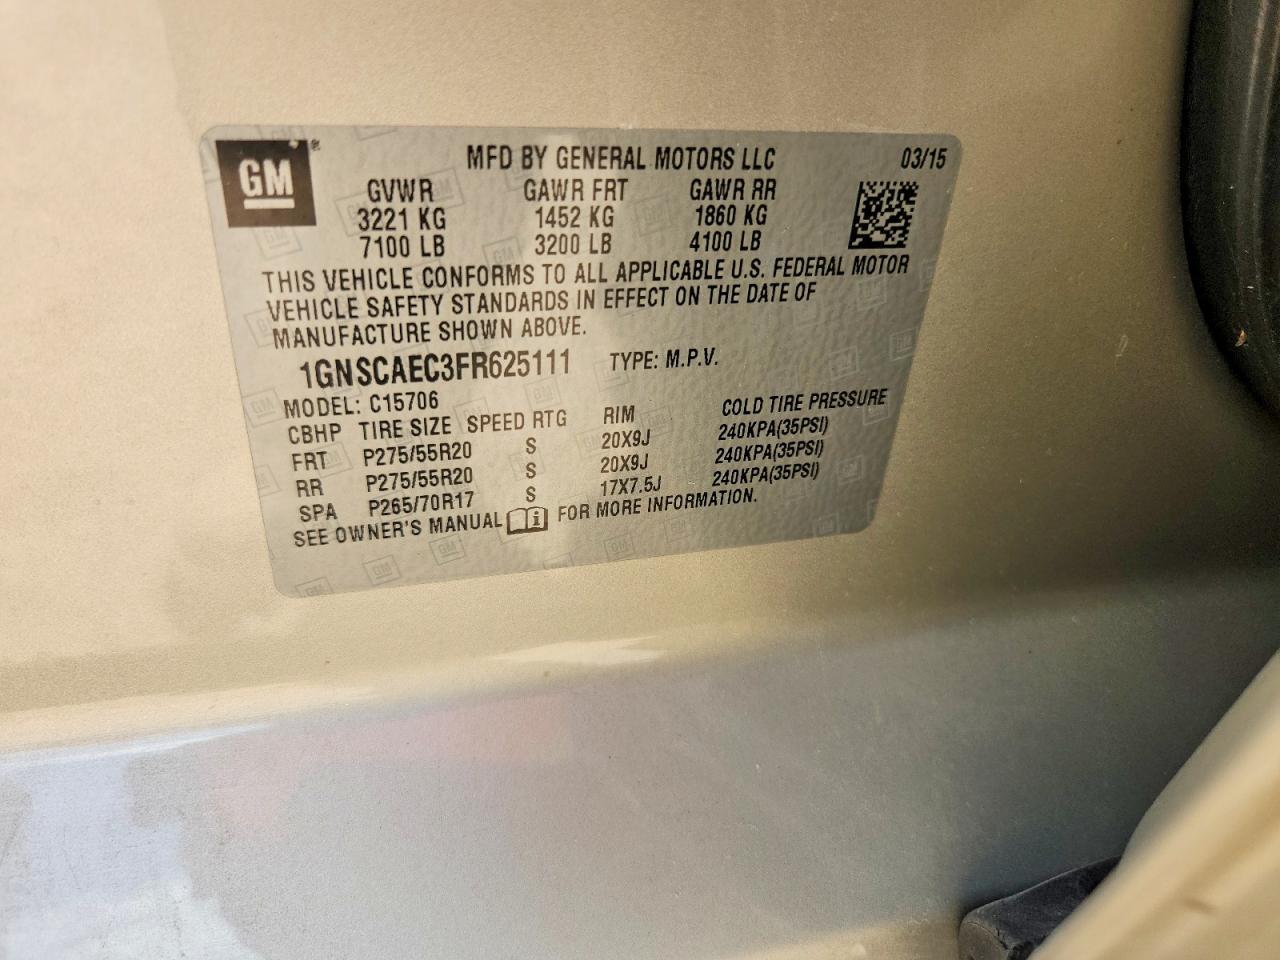 GM® MFD BY GENERAL MOTORS LLC 03/15
GVWR GAWR FRT GAWR RR
3221 KG 1452 KG 1860 KG
7100 LB 3200 LB 4100 LB
THIS VEHICLE CONFORMS TO ALL APPLICABLE U.S. FEDERAL MOTOR
VEHICLE SAFETY STANDARDS IN EFFECT ON THE DATE OF
MANUFACTURE SHOWN ABOVE.
1GNSCAEC3FR625111 TYPE: M.P.V.
MODEL: C15706
CBHP TIRE SIZE SPEED RTG RIM COLD TIRE PRESSURE
FRT P275/55R20 S 20X9J 240KPA(35PSI)
RR P275/55R20 S 20X9J 240KPA(35PSI)
SPA P265/70R17 S 17X7.5J 240KPA(35PSI)
SEE OWNER'S MANUAL i FOR MORE INFORMATION.